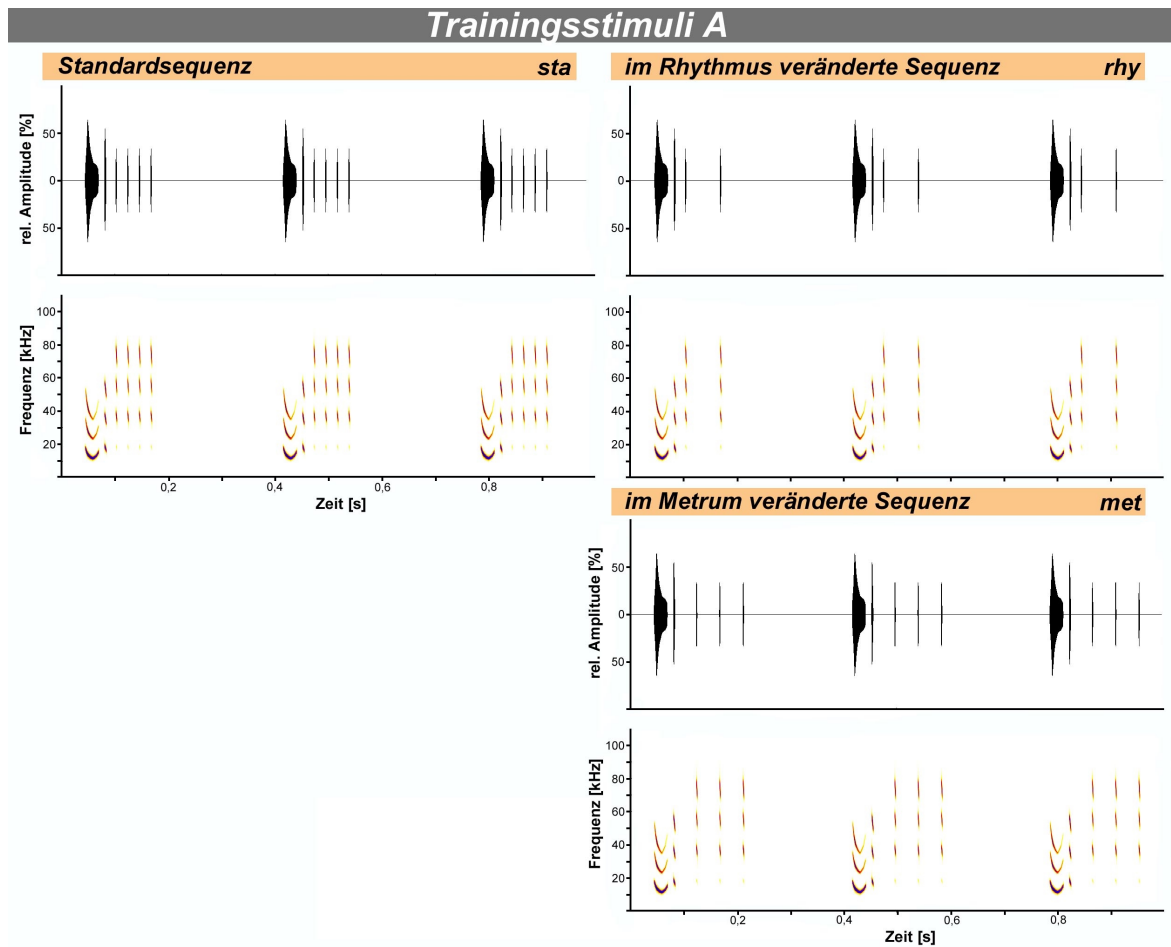 Trainingsstimuli A
Standardsequenz sta
rel. Amplitude [%]
50
0
50
Frequenz [kHz]
100
80
60
40
20
0,2 0,4 0,6 0,8
Zeit [s]
im Rhythmus veränderte Sequenz rhy
50
0
50
100
80
60
40
20
im Metrum veränderte Sequenz met
rel. Amplitude [%]
50
0
50
Frequenz [kHz]
100
80
60
40
20
0,2 0,4 0,6 0,8
Zeit [s]